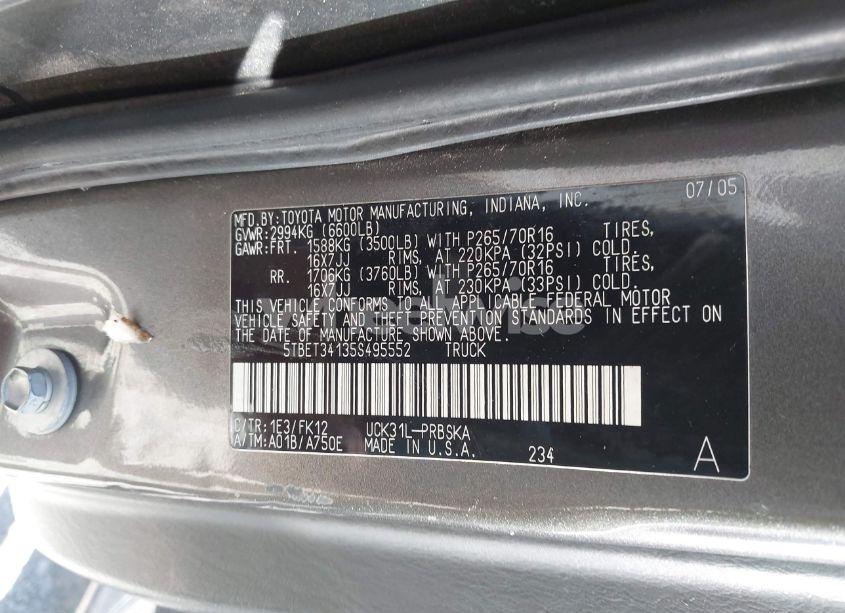 07/05
MFD.BY:TOYOTA MOTOR MANUFACTURING, INDIANA, INC.
GVWR:2994KG (6600LB)
GAWR:FRT. 1588KG (3500LB) WITH P265/70R16 TIRES,
16X7JJ RIMS, AT 220KPA (32PSI) COLD.
RR. 1706KG (3760LB) WITH P265/70R16 TIRES,
16X7JJ RIMS, AT 230KPA (33PSI) COLD.
THIS VEHICLE CONFORMS TO ALL APPLICABLE FEDERAL MOTOR
VEHICLE SAFETY AND THEFT PREVENTION STANDARDS IN EFFECT ON
THE DATE OF MANUFACTURE SHOWN ABOVE.
5TBET34135S495552 TRUCK
C/TR:1E3/FK12 UCK31L-PRBSKA
A/TM:A01B/A750E MADE IN U.S.A. 234
A